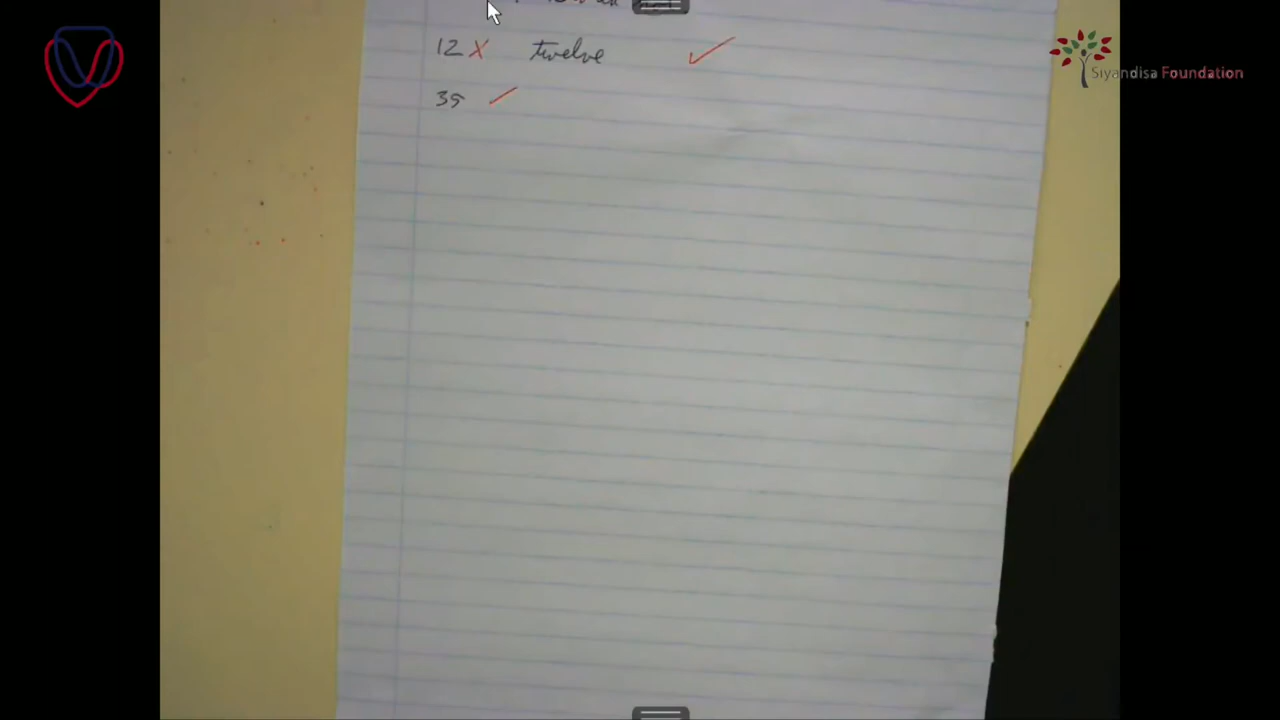 12 X twelve ✓
35 ✓
Siyandisa Foundation